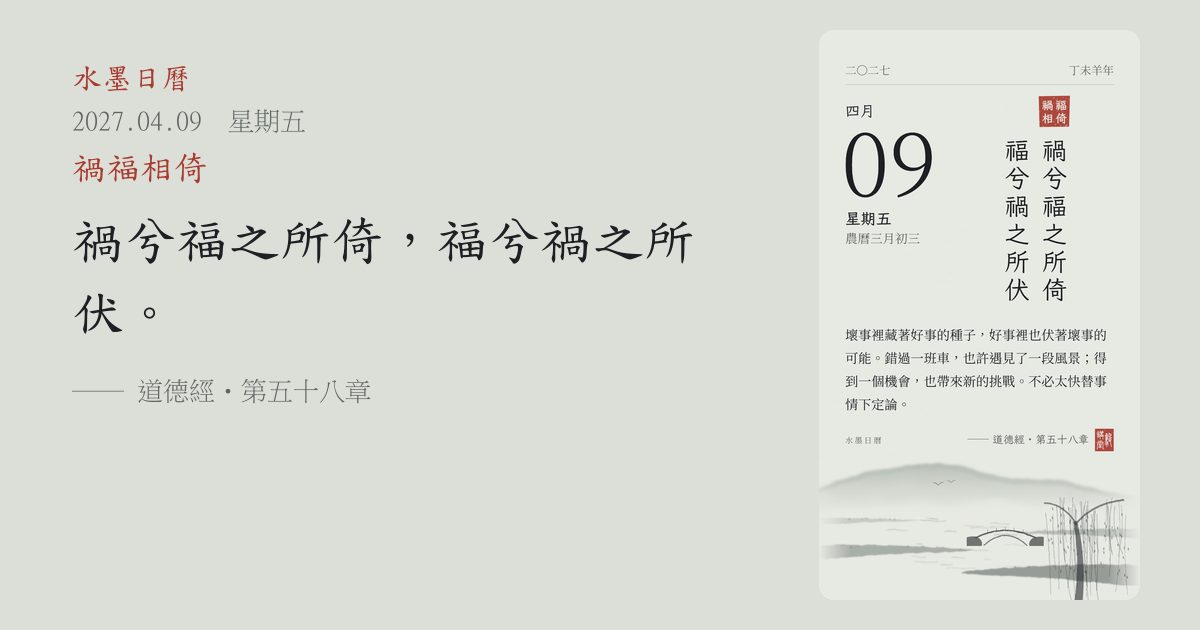 水墨日曆
2027.04.09 星期五
禍福相倚
禍兮福之所倚，福兮禍之所
伏。
—— 道德經・第五十八章
二〇二七
丁未羊年
四月
09
星期五
農曆三月初三
禍福相倚
禍兮福之所倚
福兮禍之所伏
壞事裡藏著好事的種子，好事裡也伏著壞事的
可能。錯過一班車，也許遇見了一段風景；得
到一個機會，也帶來新的挑戰。不必太快替事
情下定論。
水墨日曆
—— 道德經・第五十八章